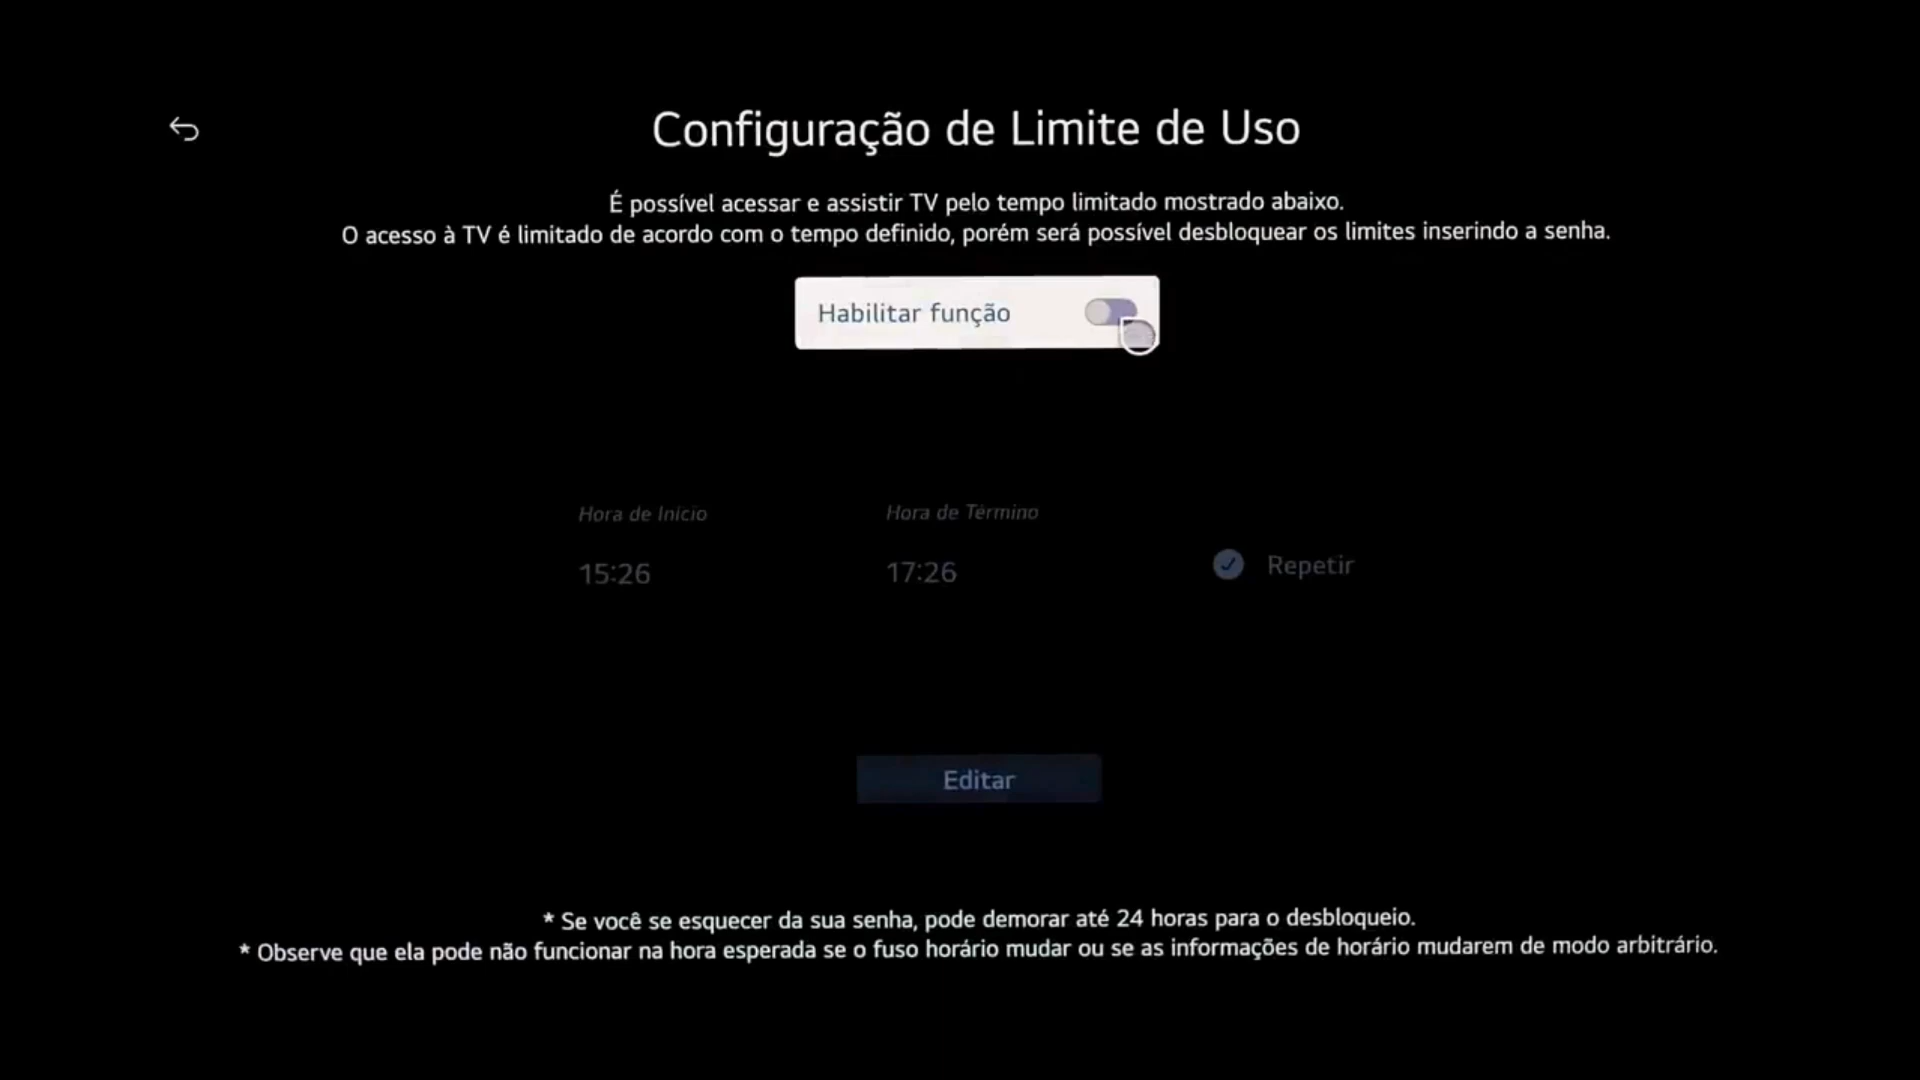 Configuração de Limite de Uso
É possível acessar e assistir TV pelo tempo limitado mostrado abaixo.
O acesso à TV é limitado de acordo com o tempo definido, porém será possível desbloquear os limites inserindo a senha.
Habilitar função
Hora de Início Hora de Término
15:26 17:26 Repetir
Editar
* Se você se esquecer da sua senha, pode demorar até 24 horas para o desbloqueio.
* Observe que ela pode não funcionar na hora esperada se o fuso horário mudar ou se as informações de horário mudarem de modo arbitrário.